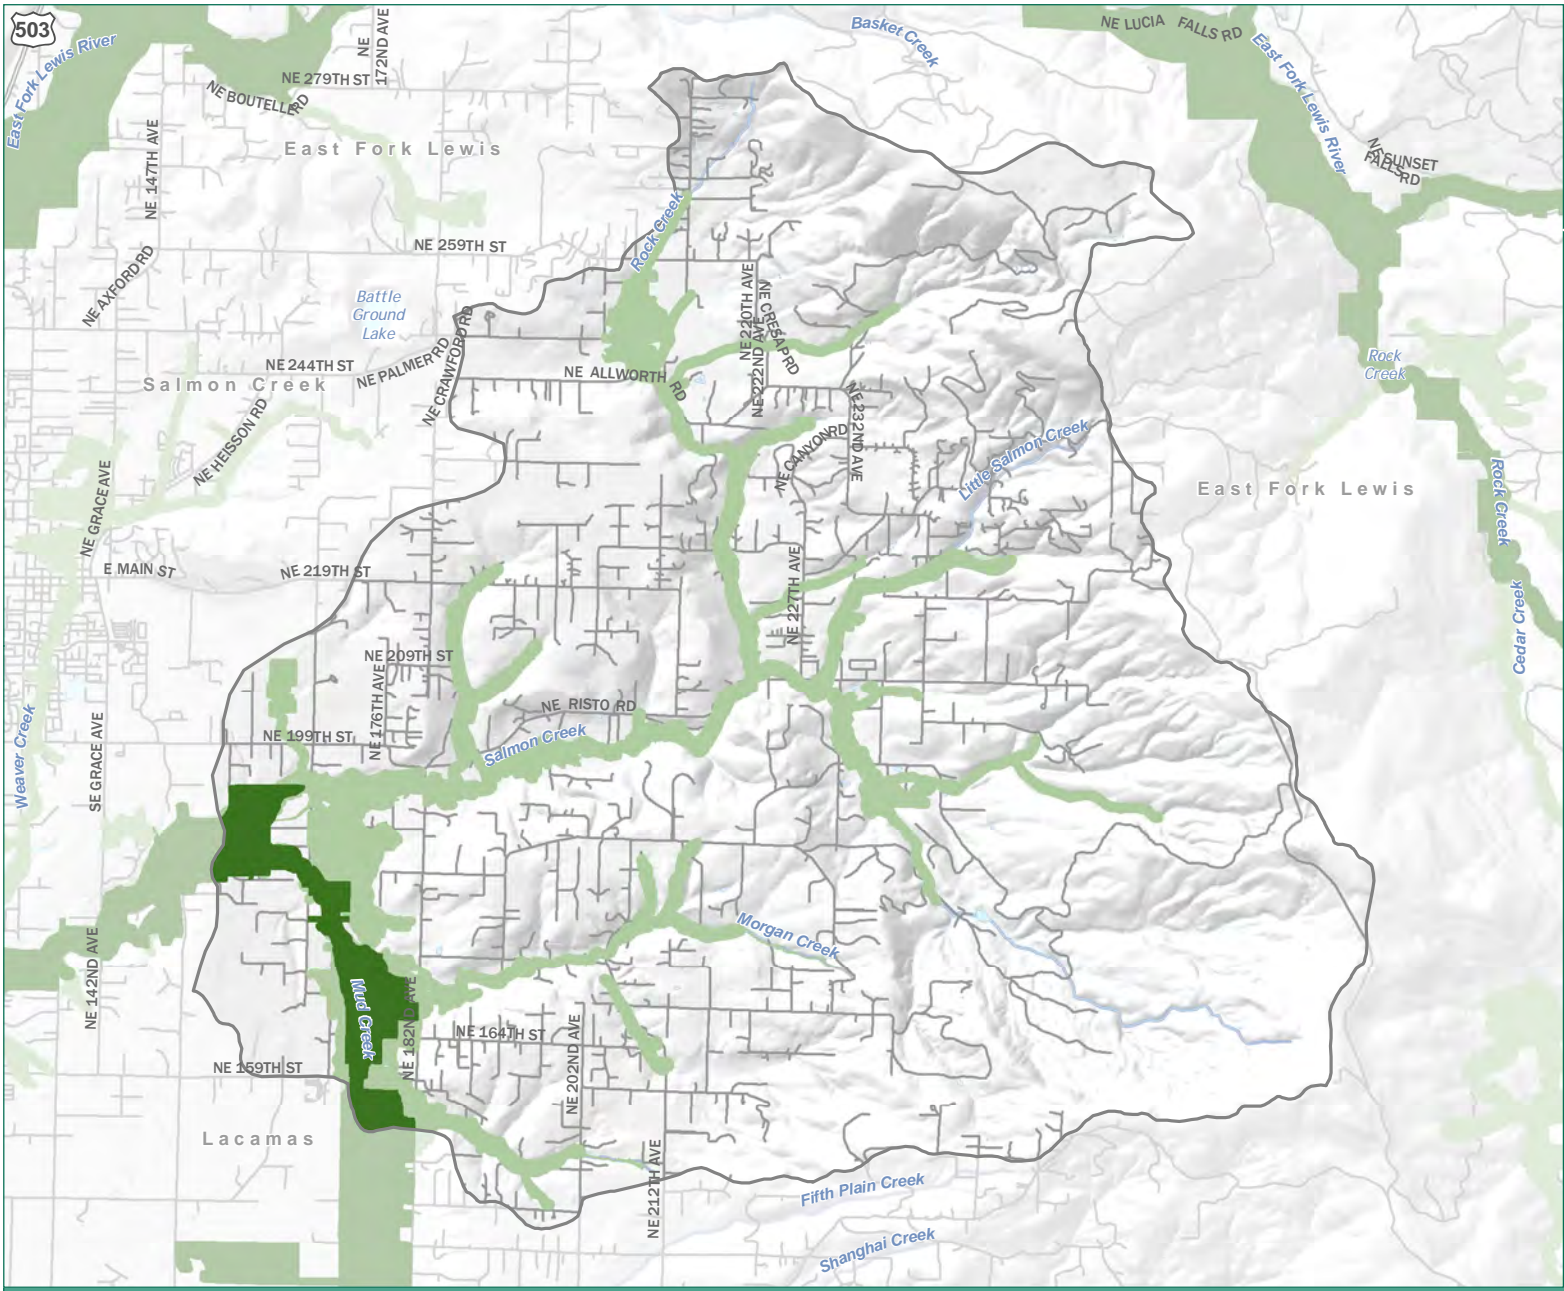 503
East Fork Lewis River
NE
172ND AVE
NE 279TH ST
NE BOUTELLE RD
Basket Creek
NE LUCIA FALLS RD
East Fork Lewis River
NE 147TH AVE
East Fork Lewis
NE SUNSET
FALLS
RD
NE AXFORD RD
NE 259TH ST
Rock Creek
Battle
Ground
Lake
NE 220TH AVE
NE CRESAP RD
NE 222ND AVE
NE 244TH ST
NE PALMER RD
NE CRAWFORD RD
NE ALLWORTH RD
Rock
Creek
Salmon Creek
NE HEISSON RD
NE CANYON RD
NE 232ND AVE
Little Salmon Creek
East Fork Lewis
Rock Creek
NE GRACE AVE
E MAIN ST
NE 219TH ST
NE 227TH AVE
Cedar Creek
NE 209TH ST
NE 176TH AVE
NE RISTO RD
Weaver Creek
SE GRACE AVE
NE 199TH ST
Salmon Creek
NE 142ND AVE
Morgan Creek
Mud Creek
NE 182ND AVE
NE 164TH ST
NE 202ND AVE
NE 159TH ST
Lacamas
NE 212TH AVE
Fifth Plain Creek
Shanghai Creek